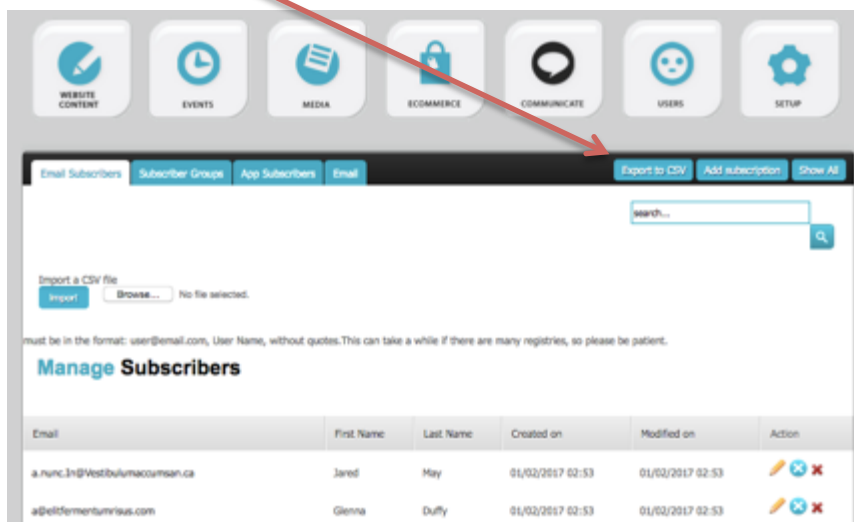 WEBSITE CONTENT
EVENTS
MEDIA
ECOMMERCE
COMMUNICATE
USERS
SETUP
Email Subscribers Subscriber Groups App Subscribers Email Export to CSV Add subscription Show All
search...
Import a CSV file
Import Browse... No file selected.
must be in the format: user@email.com, User Name, without quotes.This can take a while if there are many registries, so please be patient.
Manage Subscribers
Email First Name Last Name Created on Modified on Action
a.nunc.In@Vestibulumaccumsan.ca Jared May 01/02/2017 02:53 01/02/2017 02:53
a@elitfermentumrisus.com Glenna Duffy 01/02/2017 02:53 01/02/2017 02:53